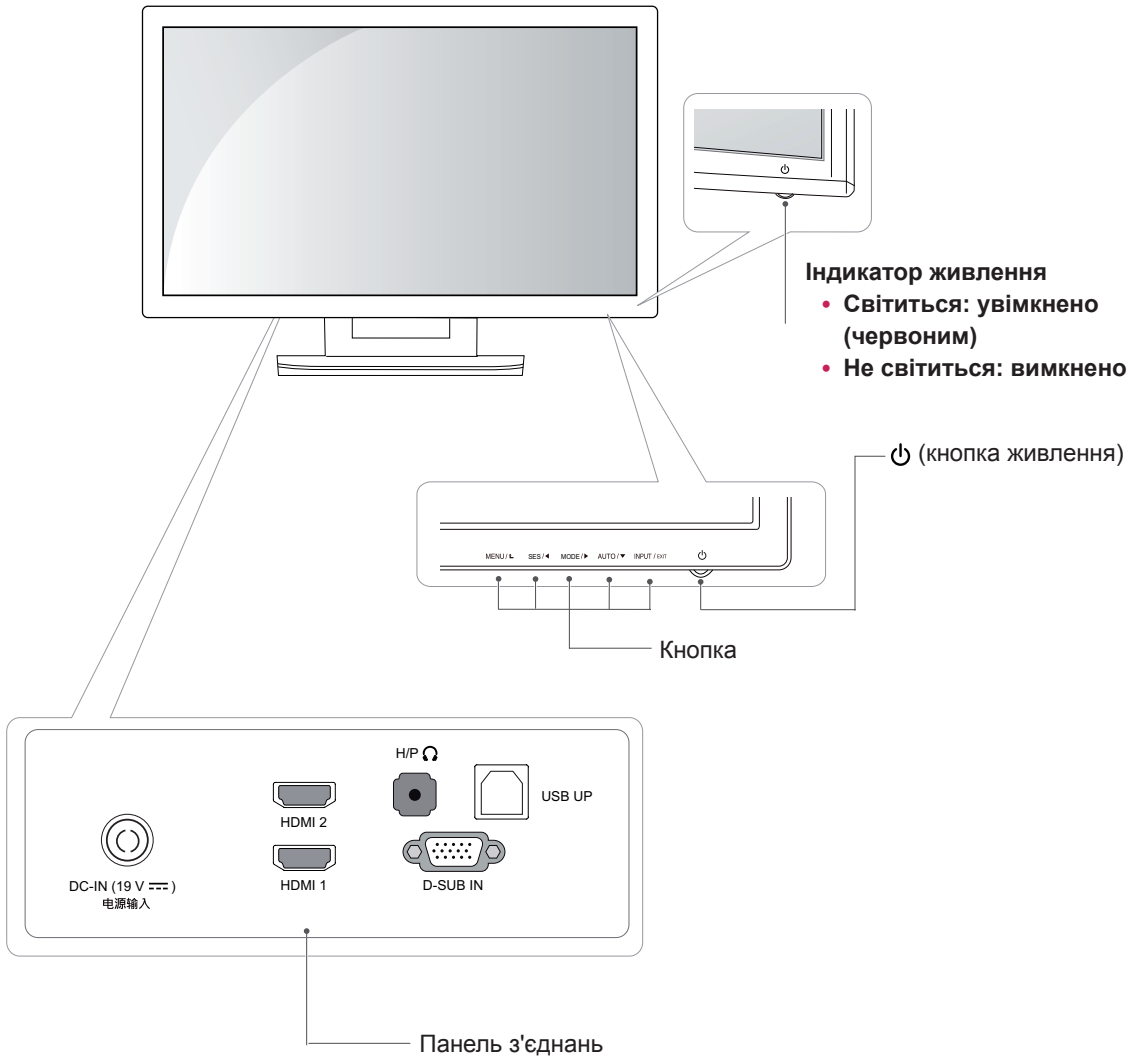 Індикатор живлення
• Світиться: увімкнено
(червоним)
• Не світиться: вимкнено
⏻ (кнопка живлення)
MENU / SES / ◀ MODE / ▶ AUTO / ▼ INPUT / EXIT ⏻
Кнопка
H/P 🎧
USB UP
HDMI 2
DC-IN (19 V ⎓ )
电源输入
HDMI 1
D-SUB IN
Панель з'єднань